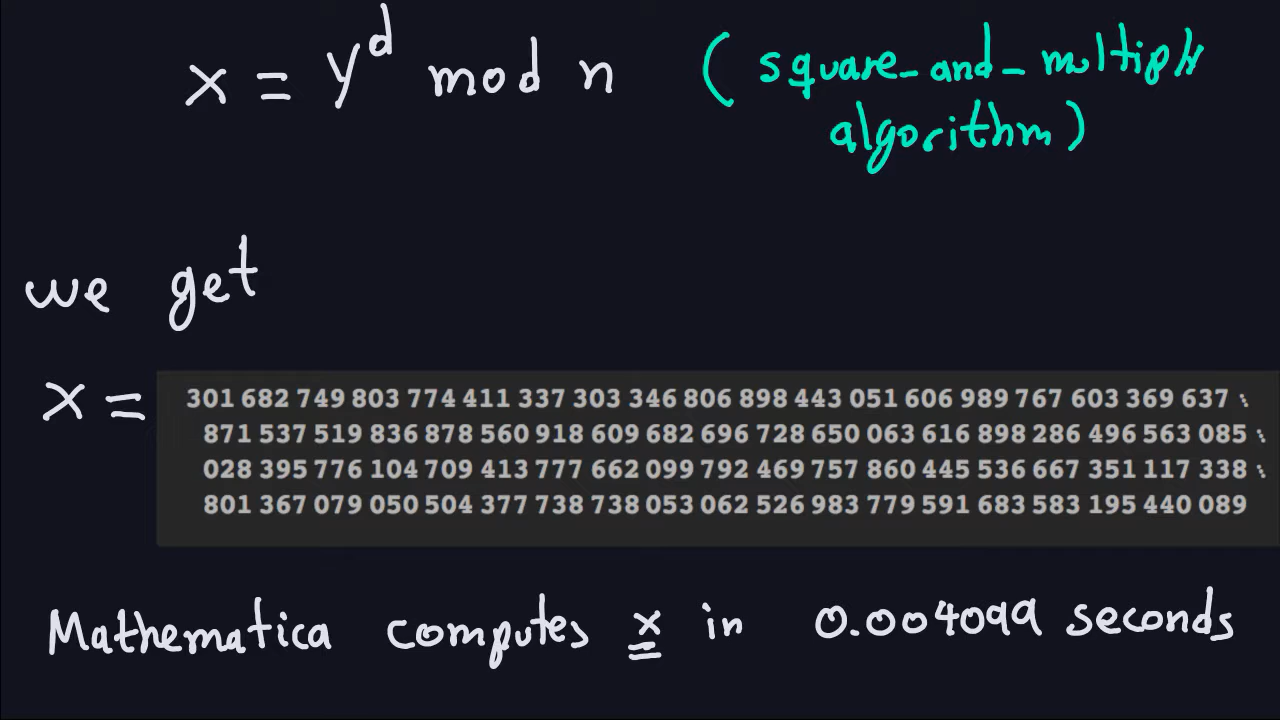 x = y^d mod n (square-and-multiply
algorithm)
we get
x =
301 682 749 803 774 411 337 303 346 806 898 443 051 606 989 767 603 369 637 \
871 537 519 836 878 560 918 609 682 696 728 650 063 616 898 286 496 563 085 \
028 395 776 104 709 413 777 662 099 792 469 757 860 445 536 667 351 117 338 \
801 367 079 050 504 377 738 738 053 062 526 983 779 591 683 583 195 440 089
Mathematica computes x in 0.004099 seconds